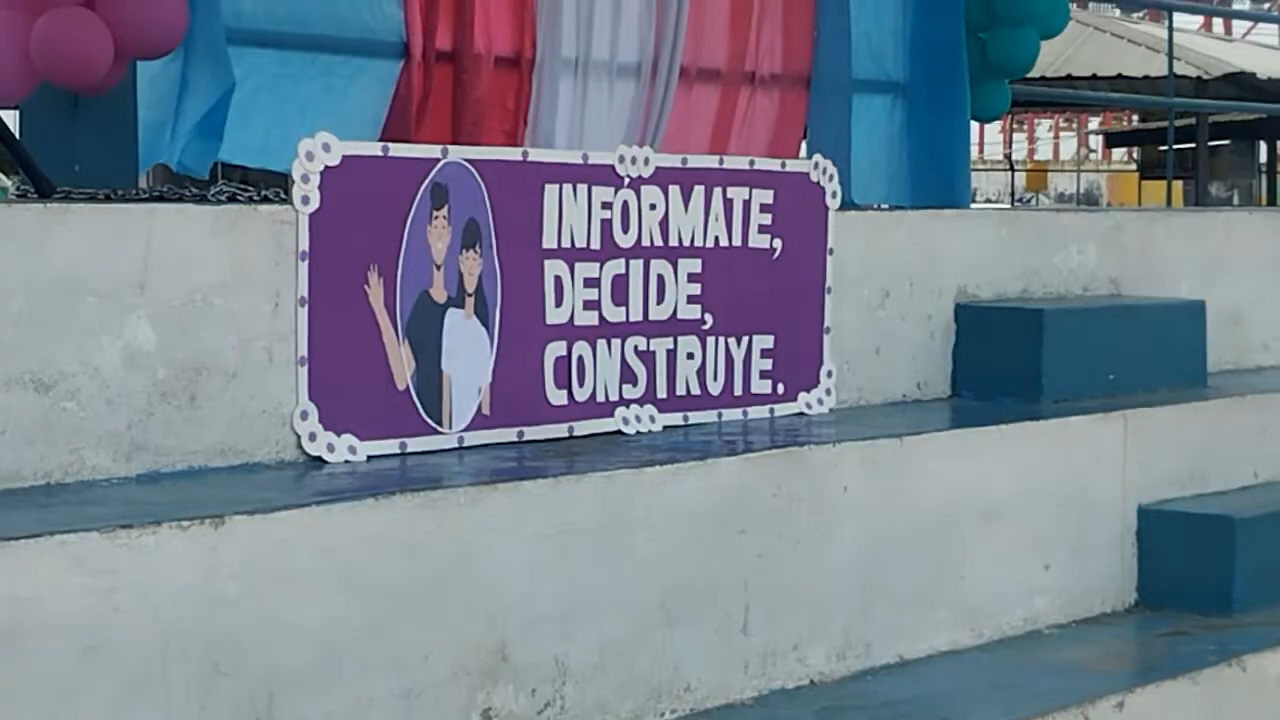 INFÓRMATE,
DECIDE,
CONSTRUYE.